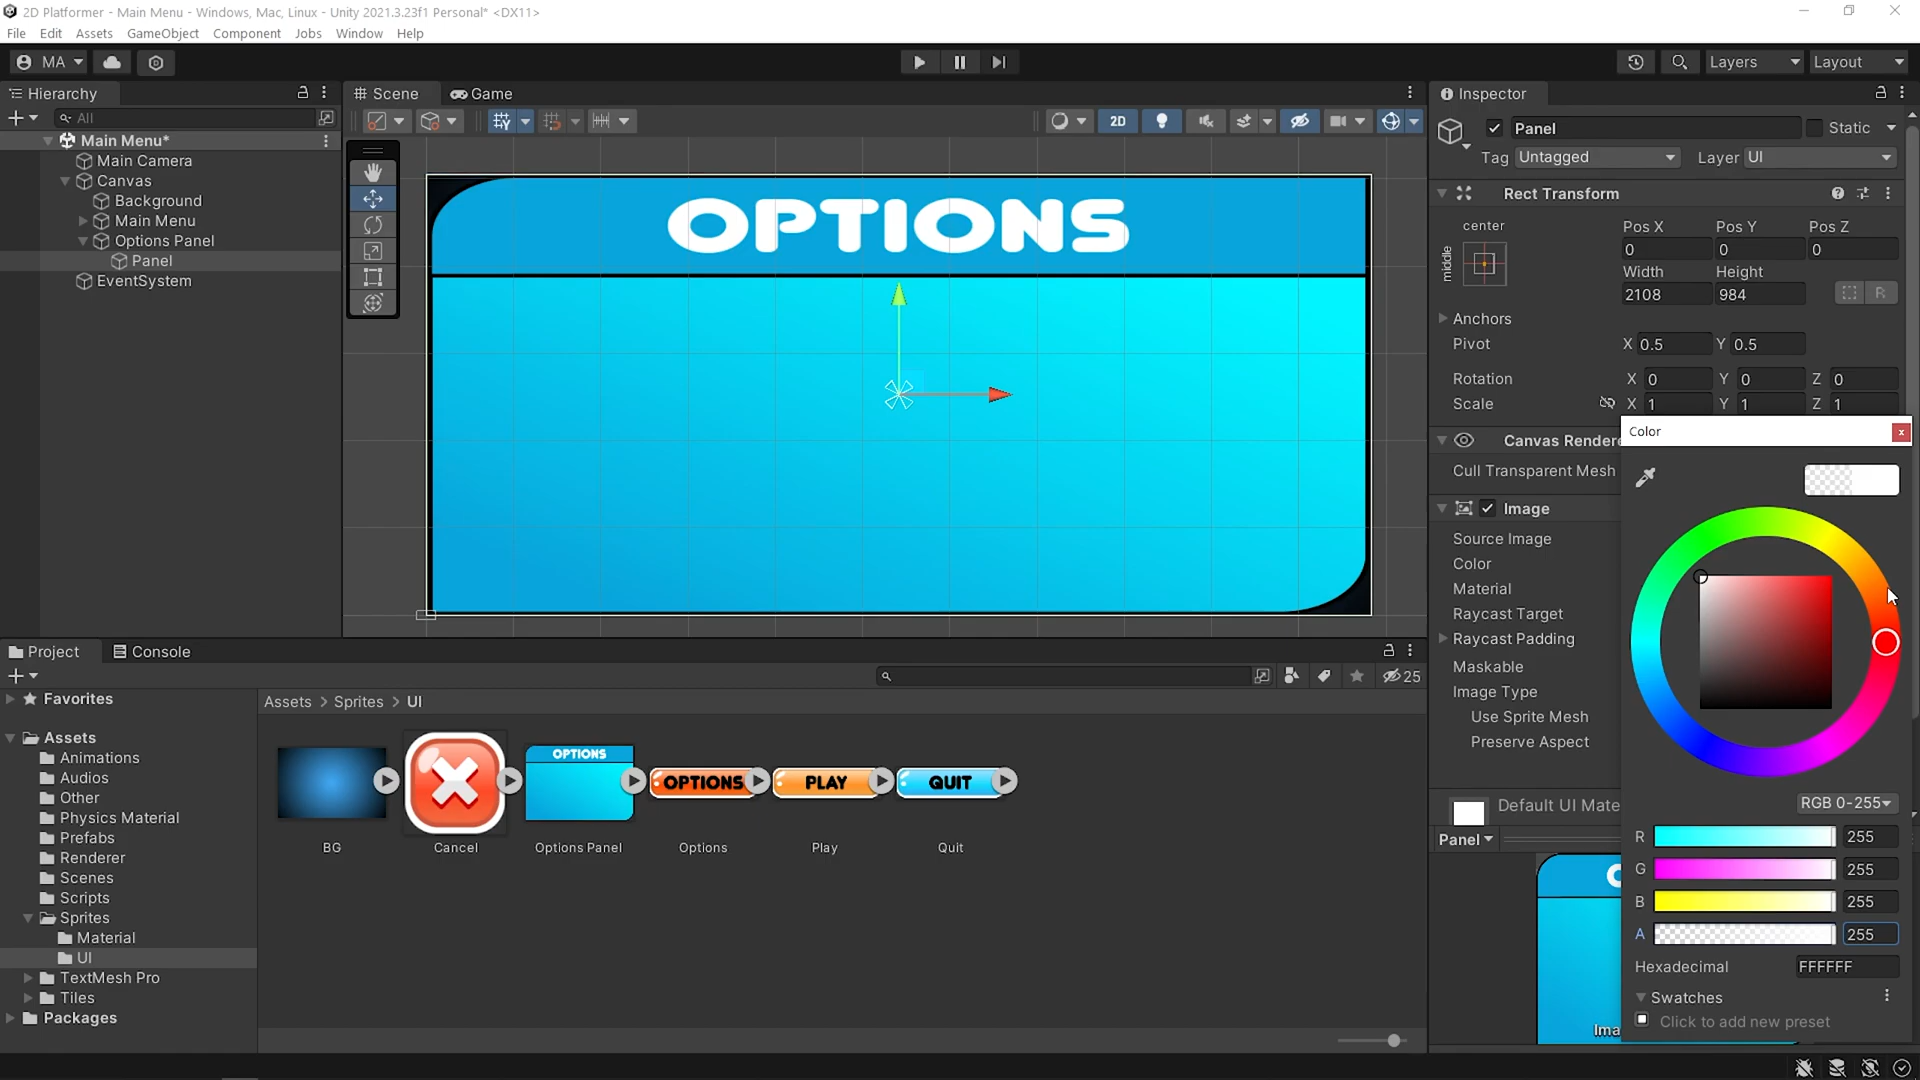 2D Platformer - Main Menu - Windows, Mac, Linux - Unity 2021.3.23f1 Personal* <DX11>
File Edit Assets GameObject Component Jobs Window Help
MA Layers Layout
Hierarchy
All
Main Menu*
Main Camera
Canvas
Background
Main Menu
Options Panel
Panel
EventSystem
Scene Game
2D
OPTIONS
Inspector
Panel Static
Tag Untagged Layer UI
Rect Transform
center
middle
Pos X Pos Y Pos Z
0 0 0
Width Height
2108 984 R
Anchors
Pivot X 0.5 Y 0.5
Rotation X 0 Y 0 Z 0
Scale X 1 Y 1 Z 1
Canvas Rendere
Cull Transparent Mesh
Image
Source Image
Color
Material
Raycast Target
Raycast Padding
Maskable
Image Type
Use Sprite Mesh
Preserve Aspect
Default UI Mate
Panel
O
Ima
Color
x
RGB 0-255
R 255
G 255
B 255
A 255
Hexadecimal FFFFFF
Swatches
Click to add new preset
Project Console
25
Favorites
Assets
Animations
Audios
Other
Physics Material
Prefabs
Renderer
Scenes
Scripts
Sprites
Material
UI
TextMesh Pro
Tiles
Packages
Assets > Sprites > UI
OPTIONS
OPTIONS PLAY QUIT
BG Cancel Options Panel Options Play Quit